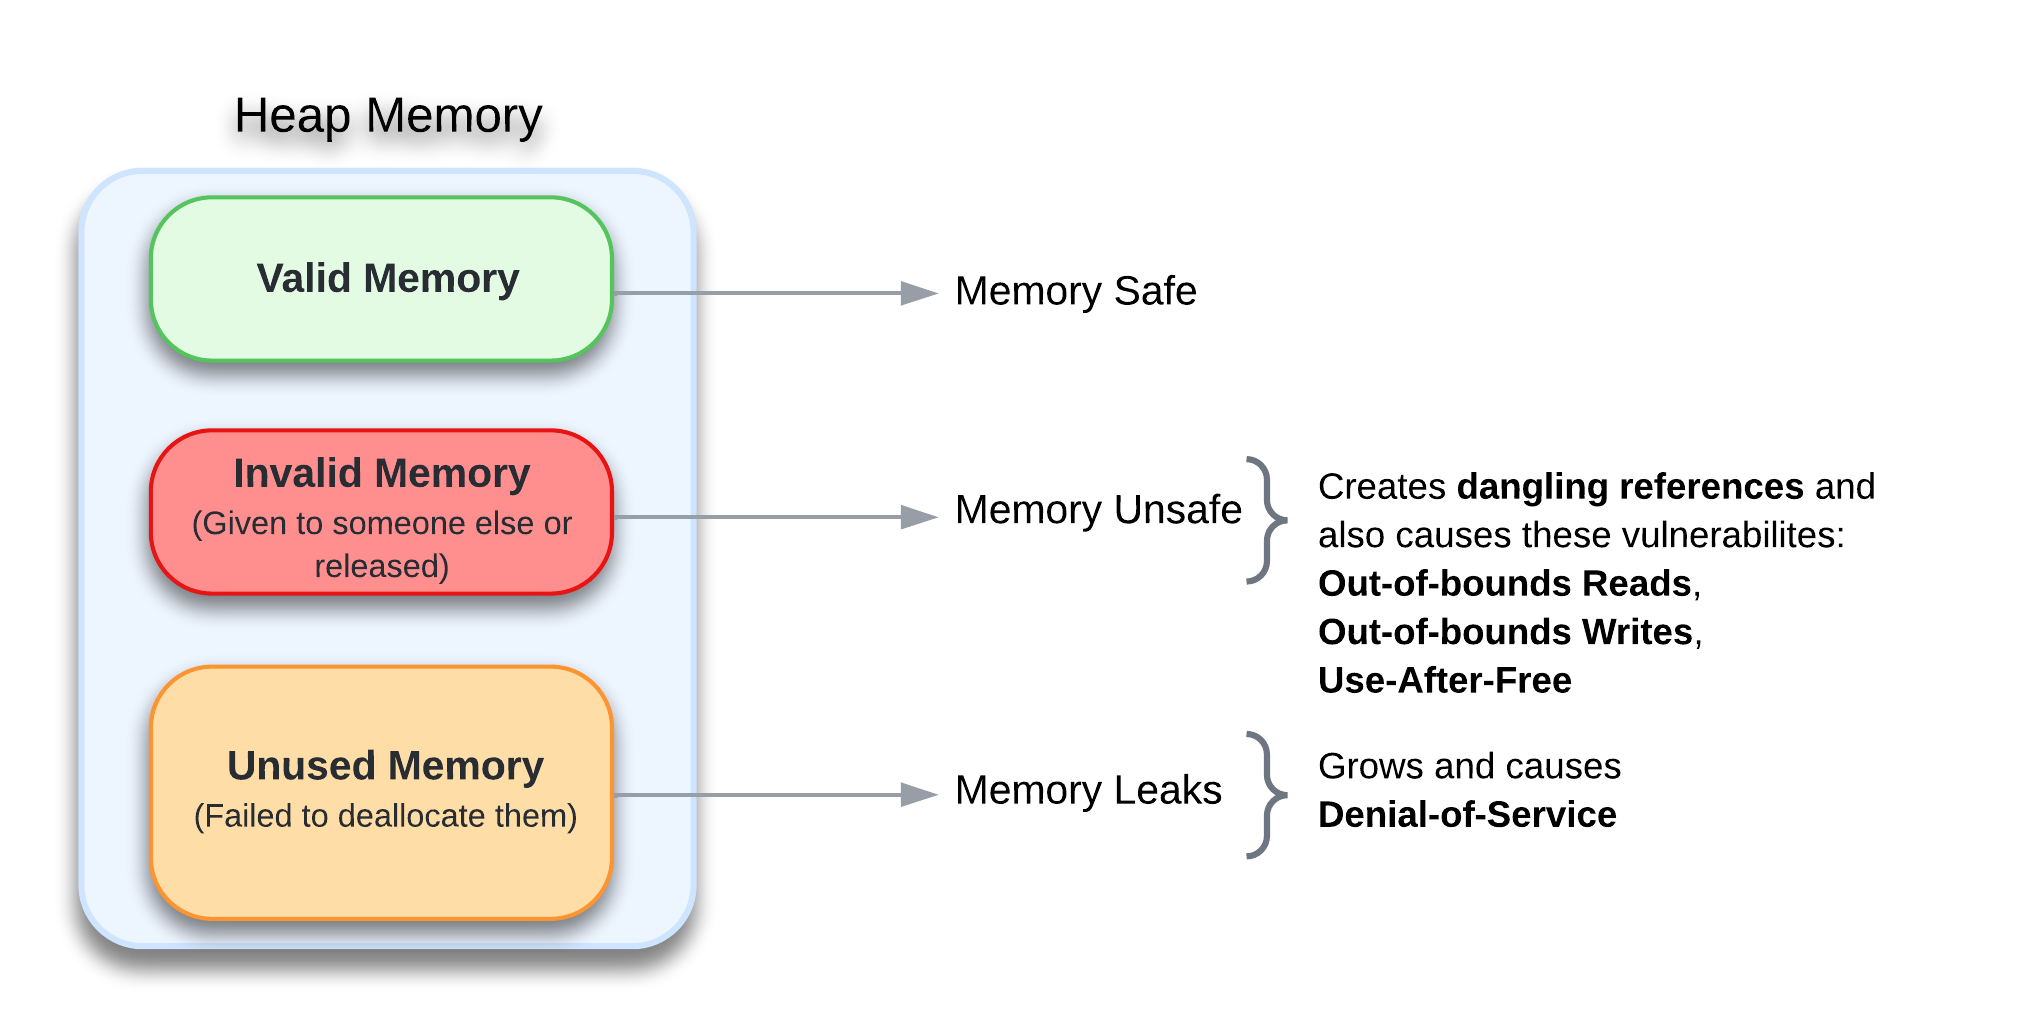 Heap Memory
Valid Memory
Memory Safe
Invalid Memory
(Given to someone else or
released)
Memory Unsafe
Creates dangling references and
also causes these vulnerabilites:
Out-of-bounds Reads,
Out-of-bounds Writes,
Use-After-Free
Unused Memory
(Failed to deallocate them)
Memory Leaks
Grows and causes
Denial-of-Service